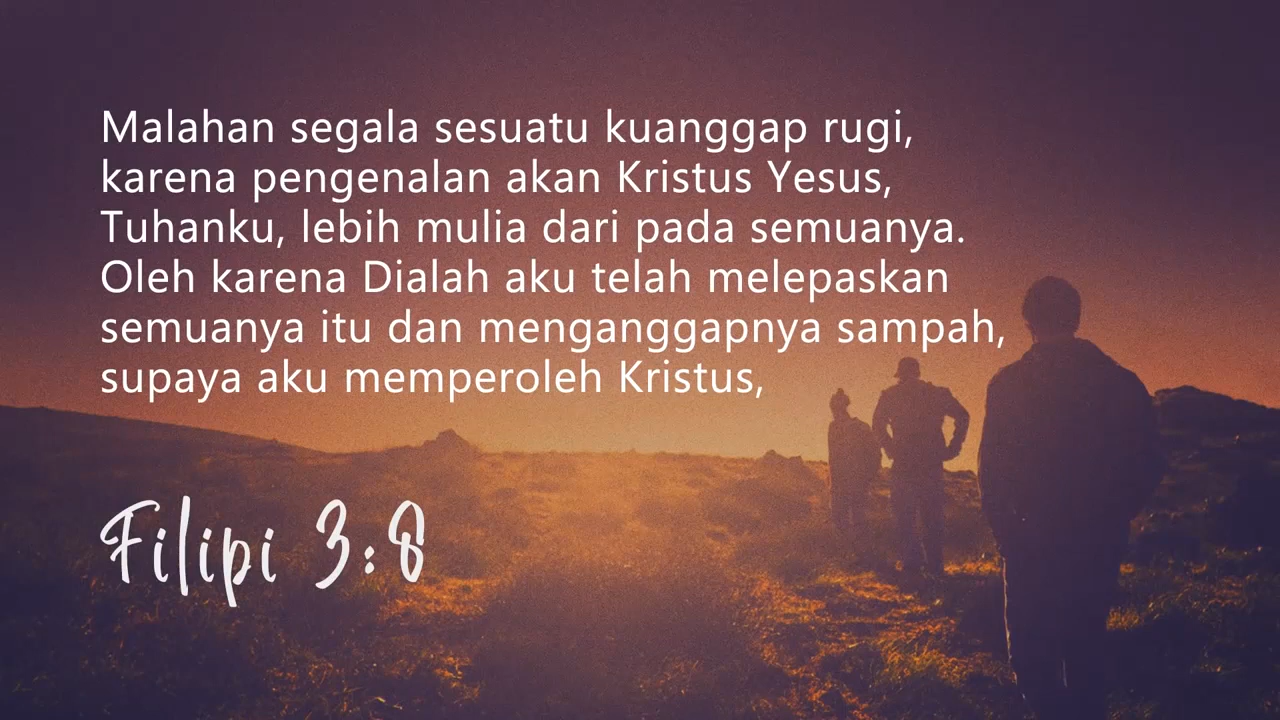 Malahan segala sesuatu kuanggap rugi,
karena pengenalan akan Kristus Yesus,
Tuhanku, lebih mulia dari pada semuanya.
Oleh karena Dialah aku telah melepaskan
semuanya itu dan menganggapnya sampah,
supaya aku memperoleh Kristus,
Filipi 3:8